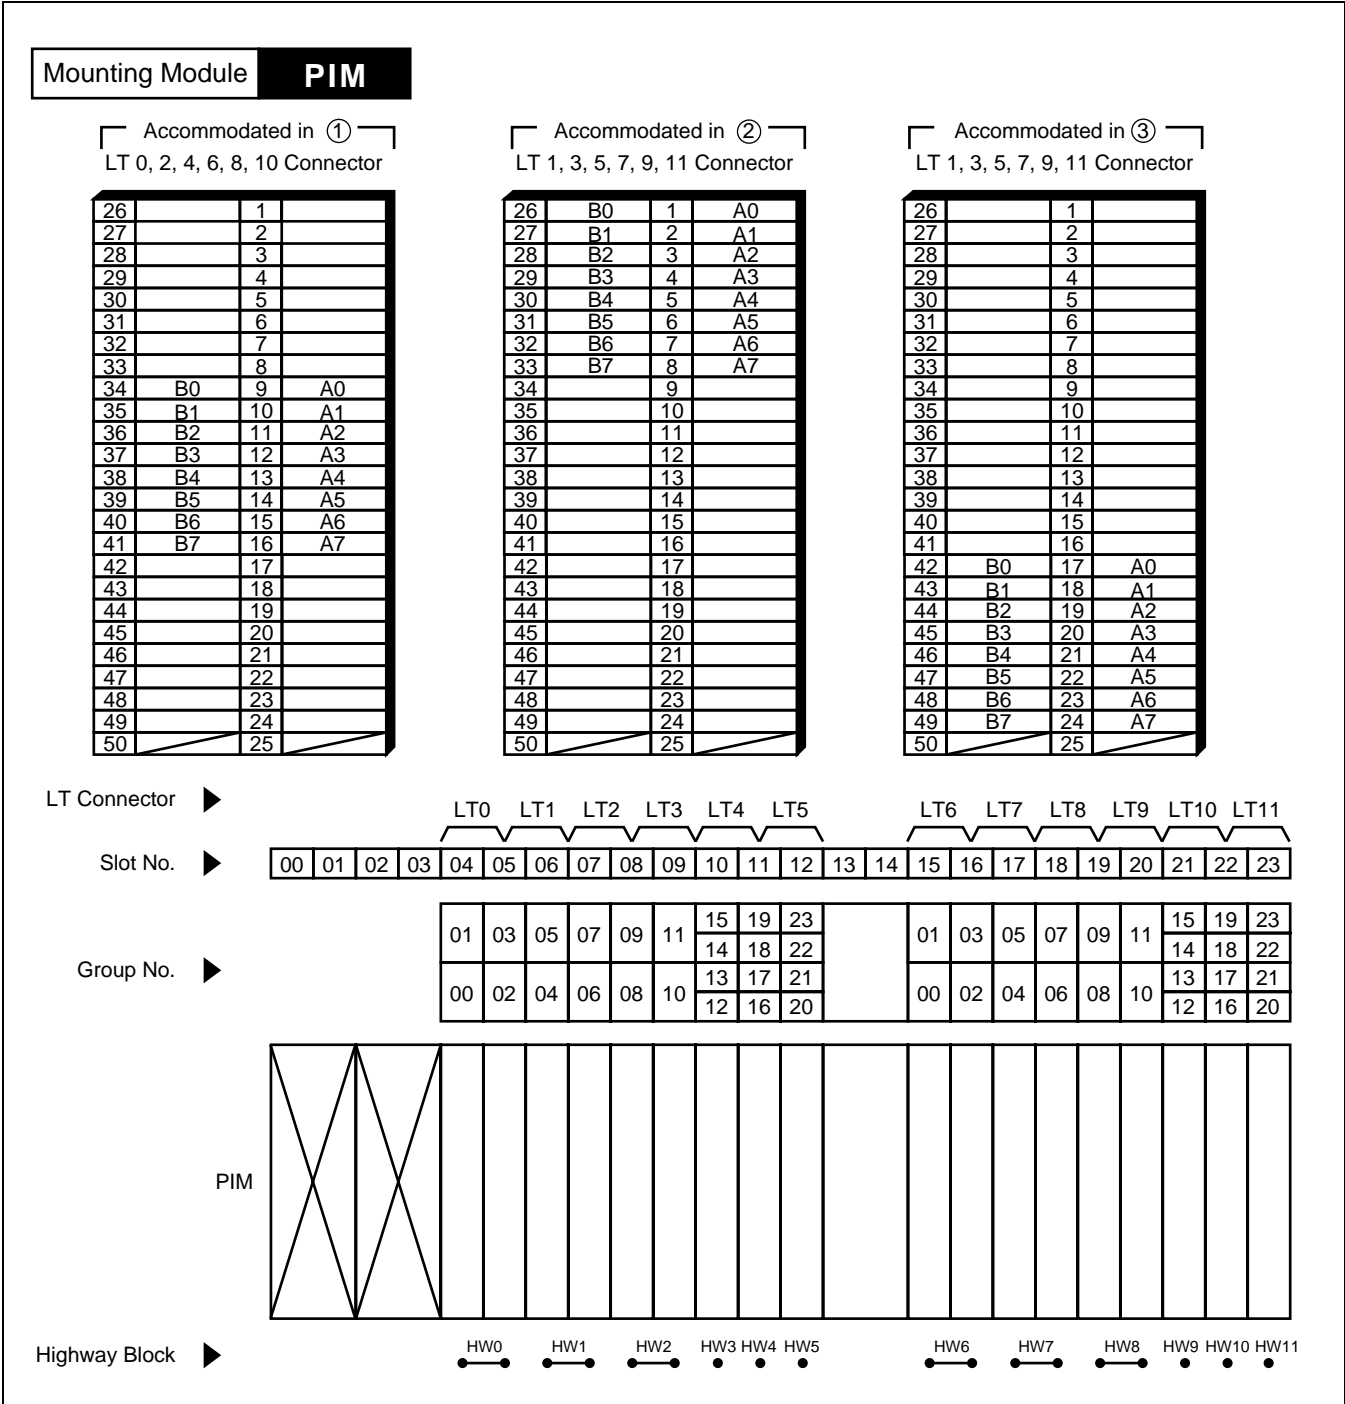 Mounting Module PIM
Accommodated in ① Accommodated in ② Accommodated in ③
LT 0, 2, 4, 6, 8, 10 Connector LT 1, 3, 5, 7, 9, 11 Connector LT 1, 3, 5, 7, 9, 11 Connector
26 1 26 B0 1 A0 26 1
27 2 27 B1 2 A1 27 2
28 3 28 B2 3 A2 28 3
29 4 29 B3 4 A3 29 4
30 5 30 B4 5 A4 30 5
31 6 31 B5 6 A5 31 6
32 7 32 B6 7 A6 32 7
33 8 33 B7 8 A7 33 8
34 B0 9 A0 34 9 34 9
35 B1 10 A1 35 10 35 10
36 B2 11 A2 36 11 36 11
37 B3 12 A3 37 12 37 12
38 B4 13 A4 38 13 38 13
39 B5 14 A5 39 14 39 14
40 B6 15 A6 40 15 40 15
41 B7 16 A7 41 16 41 16
42 17 42 17 42 B0 17 A0
43 18 43 18 43 B1 18 A1
44 19 44 19 44 B2 19 A2
45 20 45 20 45 B3 20 A3
46 21 46 21 46 B4 21 A4
47 22 47 22 47 B5 22 A5
48 23 48 23 48 B6 23 A6
49 24 49 24 49 B7 24 A7
50 25 50 25 50 25
LT Connector LT0 LT1 LT2 LT3 LT4 LT5 LT6 LT7 LT8 LT9 LT10 LT11
Slot No. 00 01 02 03 04 05 06 07 08 09 10 11 12 13 14 15 16 17 18 19 20 21 22 23
15 19 23 15 19 23
01 03 05 07 09 11 01 03 05 07 09 11
14 18 22 14 18 22
Group No.
13 17 21 13 17 21
00 02 04 06 08 10 00 02 04 06 08 10
12 16 20 12 16 20
PIM
Highway Block HW0 HW1 HW2 HW3 HW4 HW5 HW6 HW7 HW8 HW9 HW10 HW11